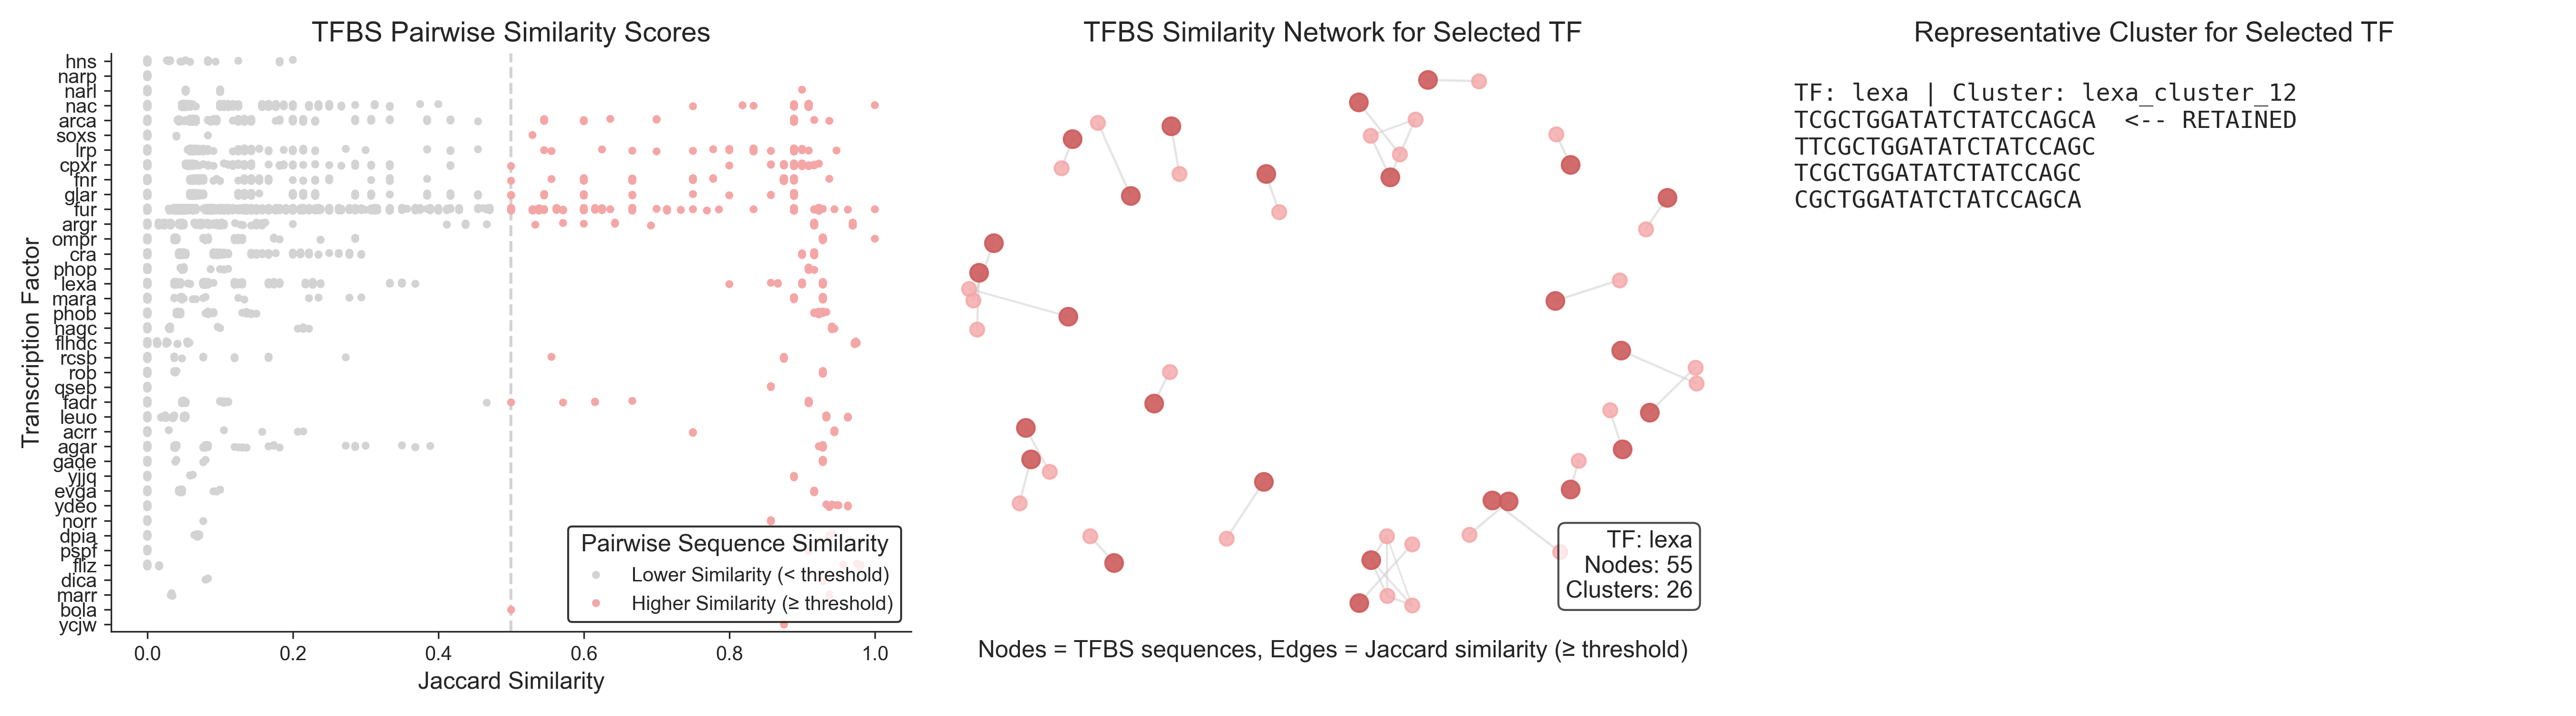 TFBS Pairwise Similarity Scores
Transcription Factor
hns
narp
narl
nac
arca
soxs
lrp
cpxr
fnr
glar
fur
argr
ompr
cra
phop
lexa
mara
phob
nagc
flhdc
rcsb
rob
qseb
fadr
leuo
acrr
agar
gade
yjjq
evga
ydeo
norr
dpia
pspf
fliz
dica
marr
bola
ycjw
Pairwise Sequence Similarity
Lower Similarity (< threshold)
Higher Similarity (≥ threshold)
0.0 0.2 0.4 0.6 0.8 1.0
Jaccard Similarity
TFBS Similarity Network for Selected TF
TF: lexa
Nodes: 55
Clusters: 26
Nodes = TFBS sequences, Edges = Jaccard similarity (≥ threshold)
Representative Cluster for Selected TF
TF: lexa | Cluster: lexa_cluster_12
TCGCTGGATATCTATCCAGCA <-- RETAINED
TTCGCTGGATATCTATCCAGC
TCGCTGGATATCTATCCAGC
CGCTGGATATCTATCCAGCA